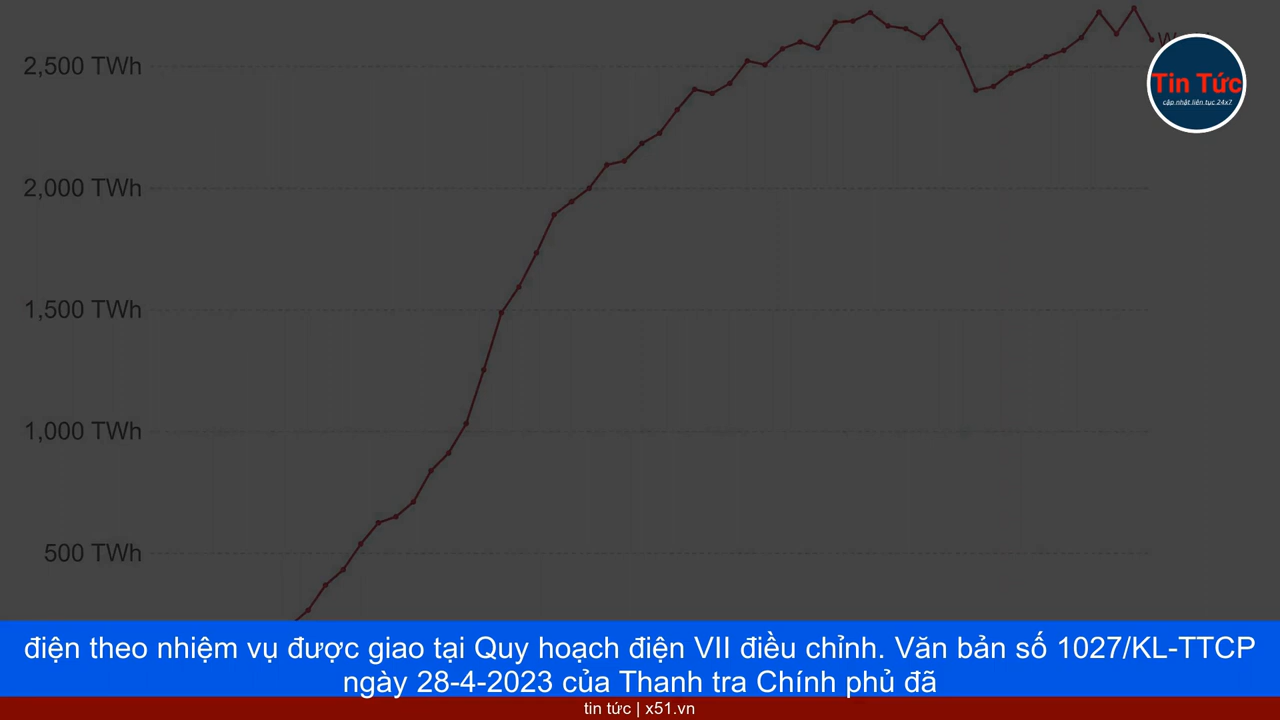 2,500 TWh
Tin Tức
cập nhật liên tục 24x7
2,000 TWh
1,500 TWh
1,000 TWh
500 TWh
điện theo nhiệm vụ được giao tại Quy hoạch điện VII điều chỉnh. Văn bản số 1027/KL-TTCP
ngày 28-4-2023 của Thanh tra Chính phủ đã
tin tức | x51.vn